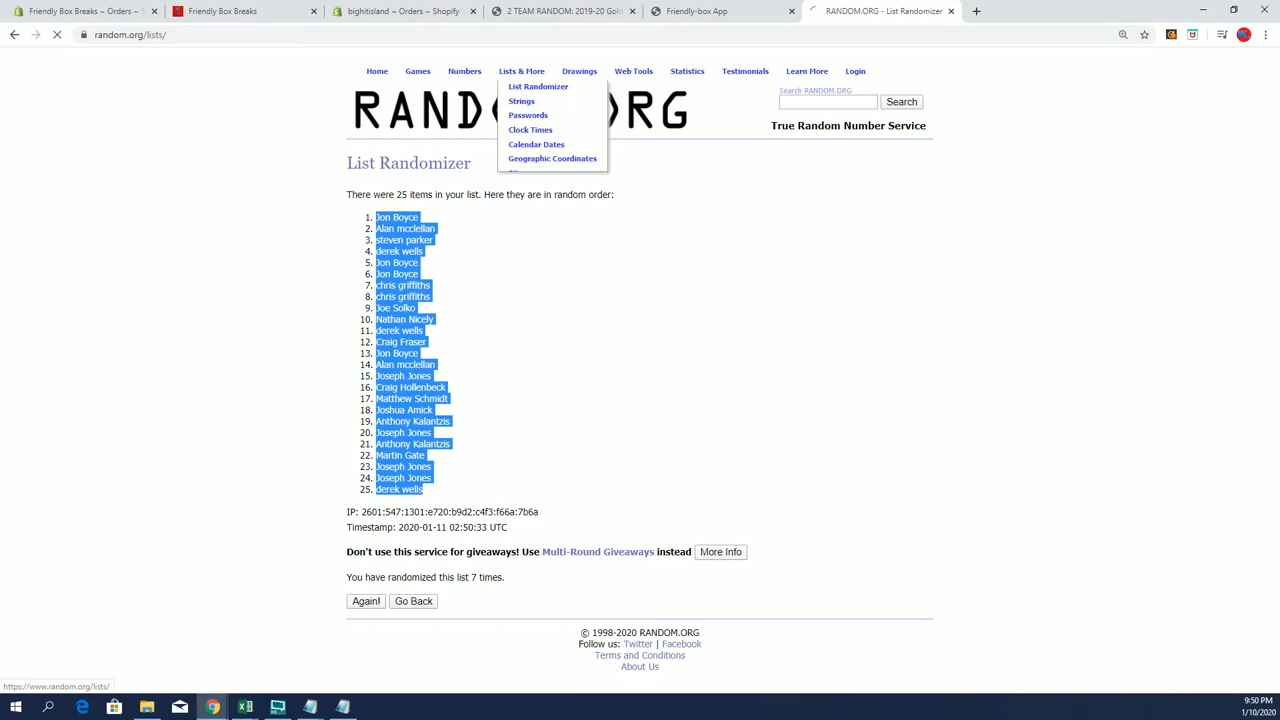 Friendly Box Breaks ~ Orders ~ S
Friendly Box Breaks
bightislan ~ Orders ~ Shopify
2 TEAM RANDOM: 2019-20 Gold
Friendly-box App
RANDOM.ORG - List Randomizer
random.org/lists/
Home Games Numbers Lists & More Drawings Web Tools Statistics Testimonials Learn More Login
List Randomizer
Strings
Passwords
Clock Times
Calendar Dates
Geographic Coordinates
RANDOM.ORG
Search RANDOM.ORG
Search
True Random Number Service
List Randomizer
There were 25 items in your list. Here they are in random order:
1. Jon Boyce
2. Alan mcclellan
3. steven parker
4. derek wells
5. Jon Boyce
6. Jon Boyce
7. chris griffiths
8. chris griffiths
9. Joe Solko
10. Nathan Nicely
11. derek wells
12. Craig Fraser
13. Jon Boyce
14. Alan mcclellan
15. Joseph Jones
16. Craig Hollenbeck
17. Matthew Schmidt
18. Joshua Amick
19. Anthony Kalantzis
20. Joseph Jones
21. Anthony Kalantzis
22. Martin Gate
23. Joseph Jones
24. Joseph Jones
25. derek wells
IP: 2601:547:1301:e720:b9d2:c4f3:f66a:7b6a
Timestamp: 2020-01-11 02:50:33 UTC
Don't use this service for giveaways! Use Multi-Round Giveaways instead More Info
You have randomized this list 7 times.
Again! Go Back
© 1998-2020 RANDOM.ORG
Follow us: Twitter | Facebook
Terms and Conditions
About Us
https://www.random.org/lists/
9:50 PM
1/10/2020